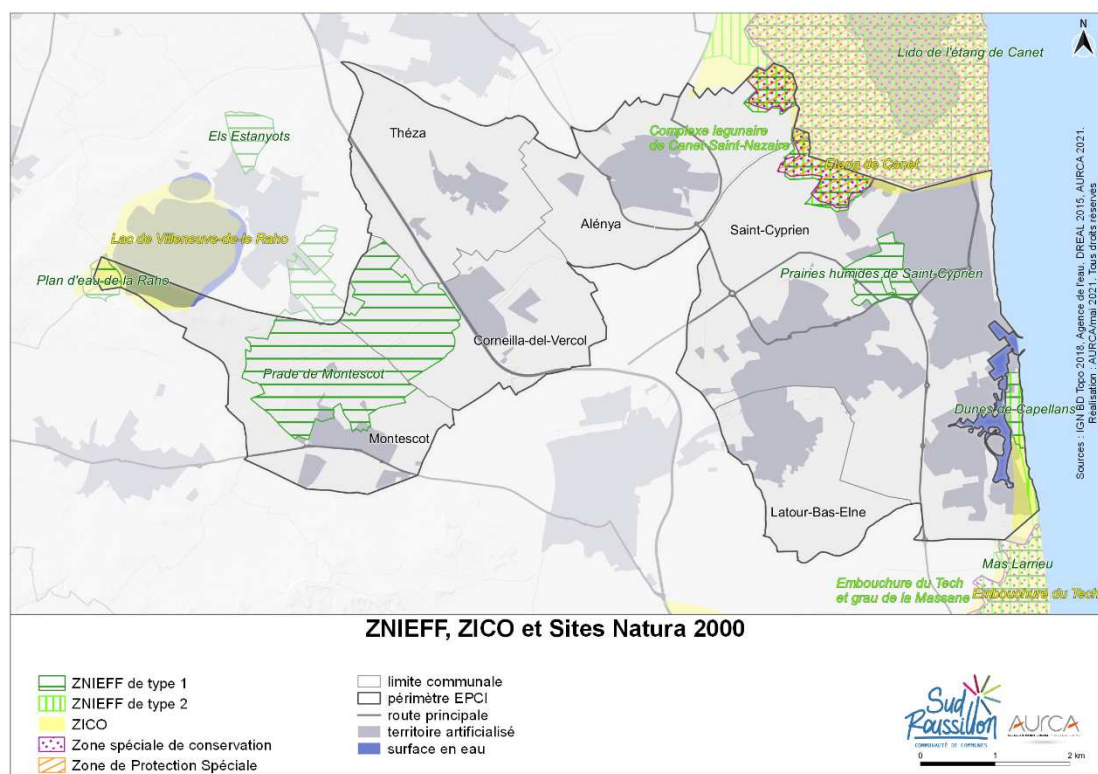 Lido de l'étang de Canet
N
Théza
Els Estanyots
Complexe lagunaire
de Canet Saint-Nazaire
Etang de Canet
Alénya
Saint-Cyprien
Lac de Villeneuve-de-le Raho
Plan d'eau de la Raho
Prairies humides de Saint-Cyprien
Corneilla-del-Vercol
Prade de Montescot
Dunes de Capellans
Montescot
Latour-Bas-Elne
Mas Larrieu
Embouchure du Tech
et grau de la Massane
Embouchure du Tech
Sources : IGN BD Topo 2018, Agence de l'eau, DREAL 2015, AURCA 2021.
Réalisation : AURCA/mai 2021. Tous droits réservés
ZNIEFF, ZICO et Sites Natura 2000
ZNIEFF de type 1
ZNIEFF de type 2
ZICO
Zone spéciale de conservation
Zone de Protection Spéciale
limite communale
périmètre EPCI
route principale
territoire artificialisé
surface en eau
Sud
Roussillon
COMMUNAUTÉ DE COMMUNES
AURCA
0 1 2 km